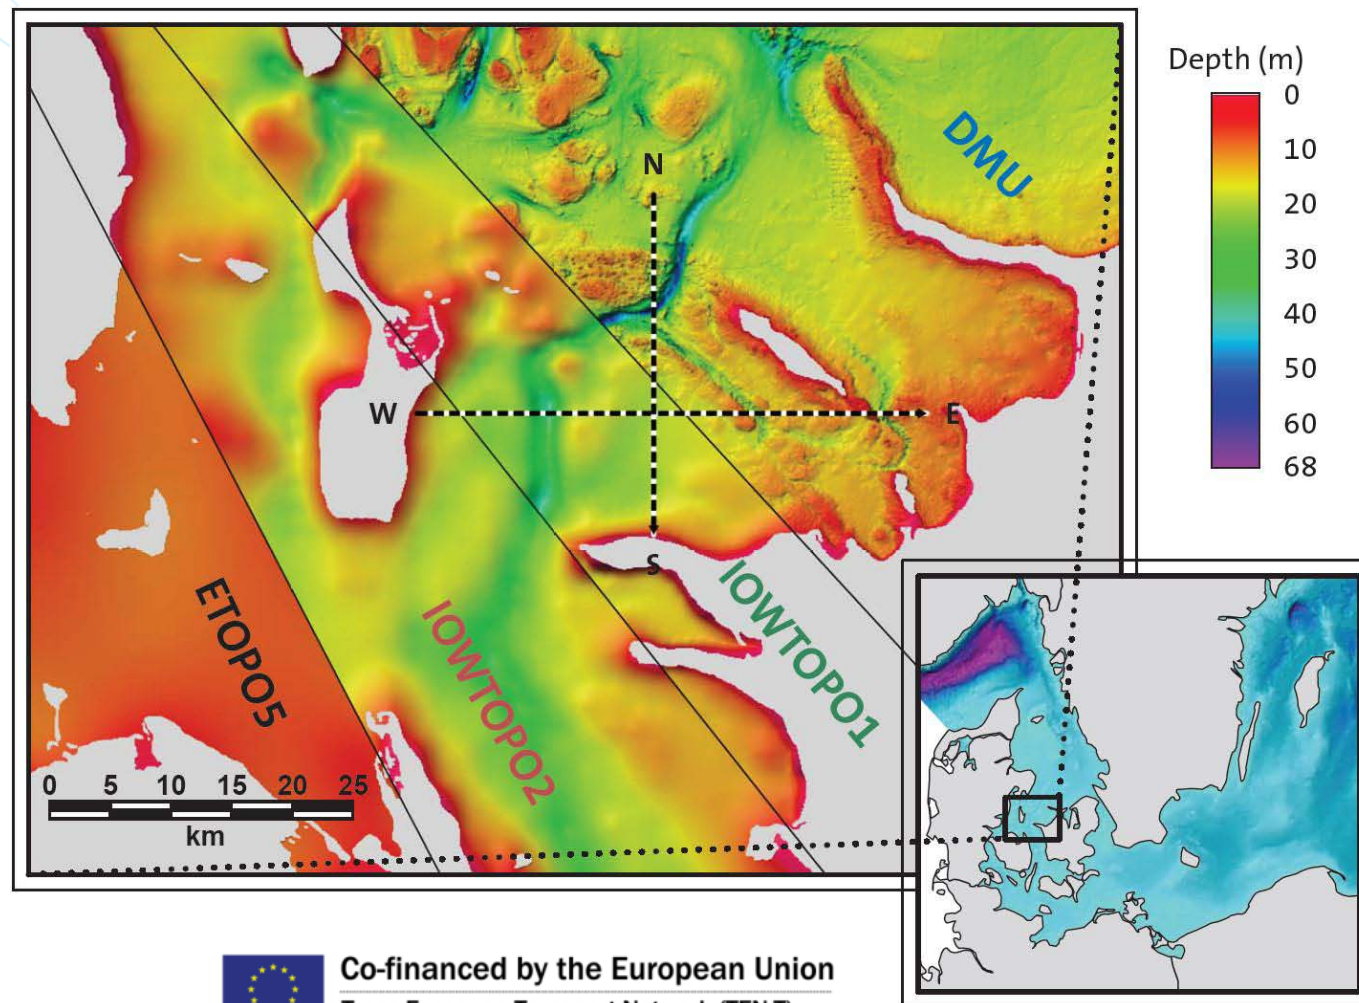 Depth (m)
0
10
20
30
40
50
60
68
DMU
N
W
E
S
ETOPO5
IOWTOPO2
IOWTOPO1
0 5 10 15 20 25
km
Co-financed by the European Union